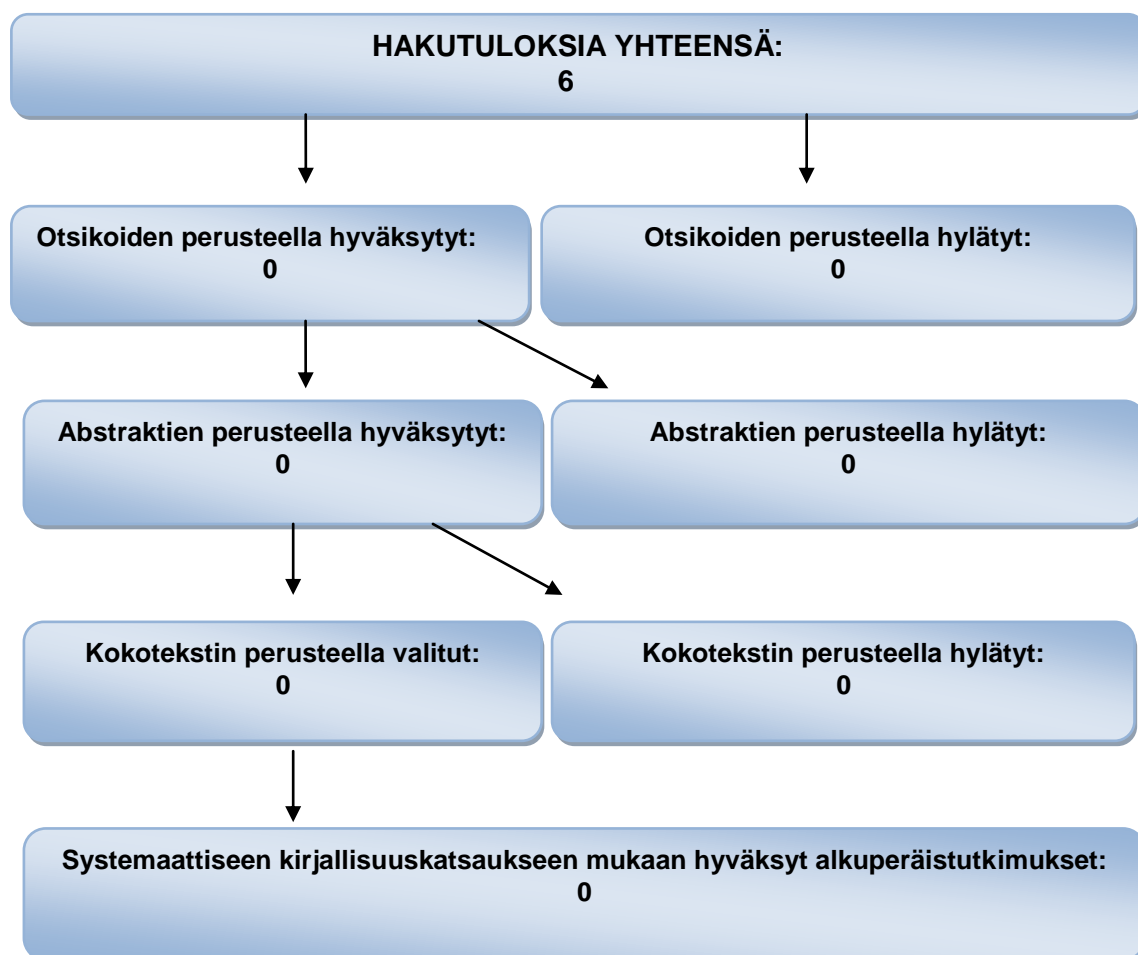 HAKUTULOKSIA YHTEENSÄ:
6
Otsikoiden perusteella hyväksytyt:
0
Otsikoiden perusteella hylätyt:
0
Abstraktien perusteella hyväksytyt:
0
Abstraktien perusteella hylätyt:
0
Kokotekstin perusteella valitut:
0
Kokotekstin perusteella hylätyt:
0
Systemaattiseen kirjallisuuskatsaukseen mukaan hyväksyt alkuperäistutkimukset:
0